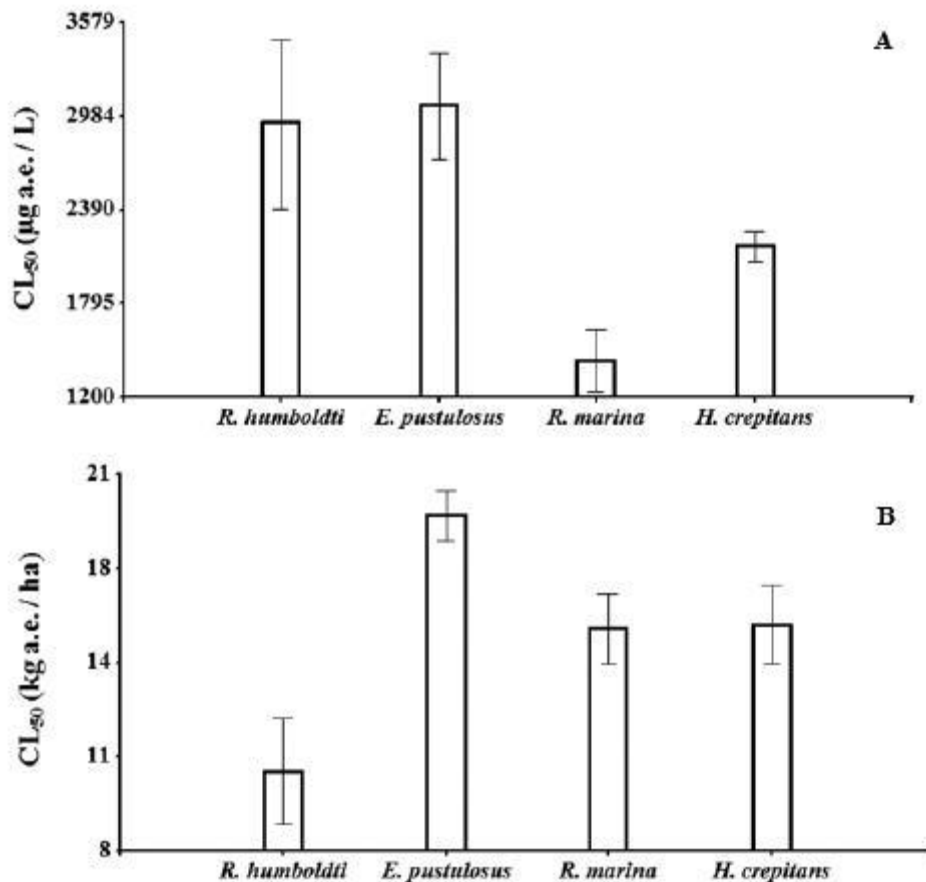 3579
A
2984
2390
1795
1200
CL50 (µg a.e. / L)
R. humboldti E. pustulosus R. marina H. crepitans
21
B
18
14
11
8
CL50 (kg a.e. / ha)
R. humboldti E. pustulosus R. marina H. crepitans